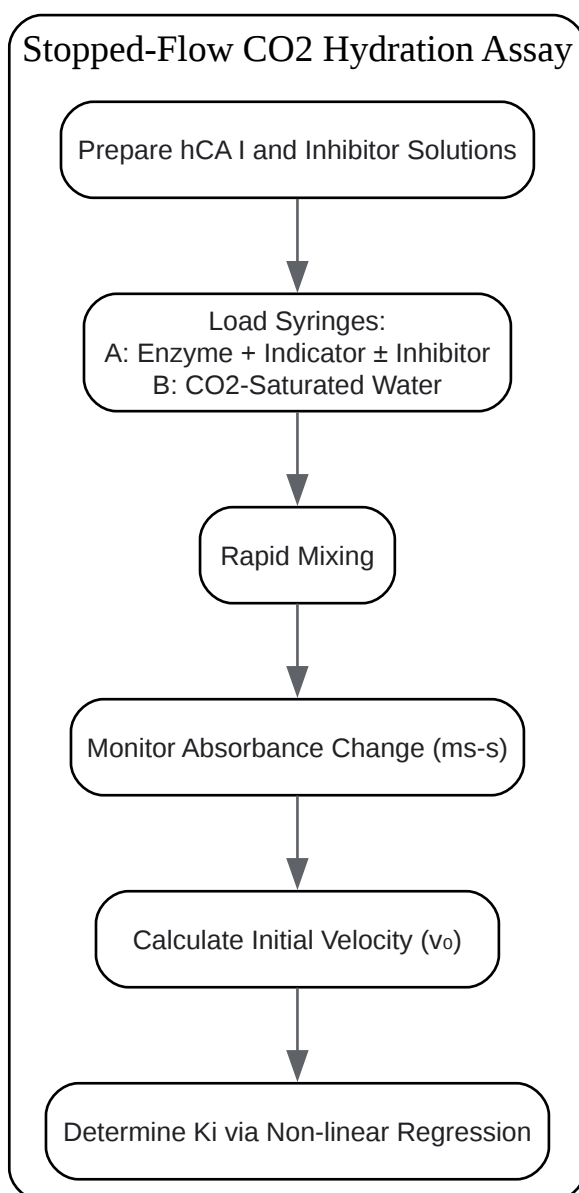 Stopped-Flow CO2 Hydration Assay
Prepare hCA I and Inhibitor Solutions
Load Syringes:
A: Enzyme + Indicator ± Inhibitor
B: CO2-Saturated Water
Rapid Mixing
Monitor Absorbance Change (ms-s)
Calculate Initial Velocity (v₀)
Determine Ki via Non-linear Regression